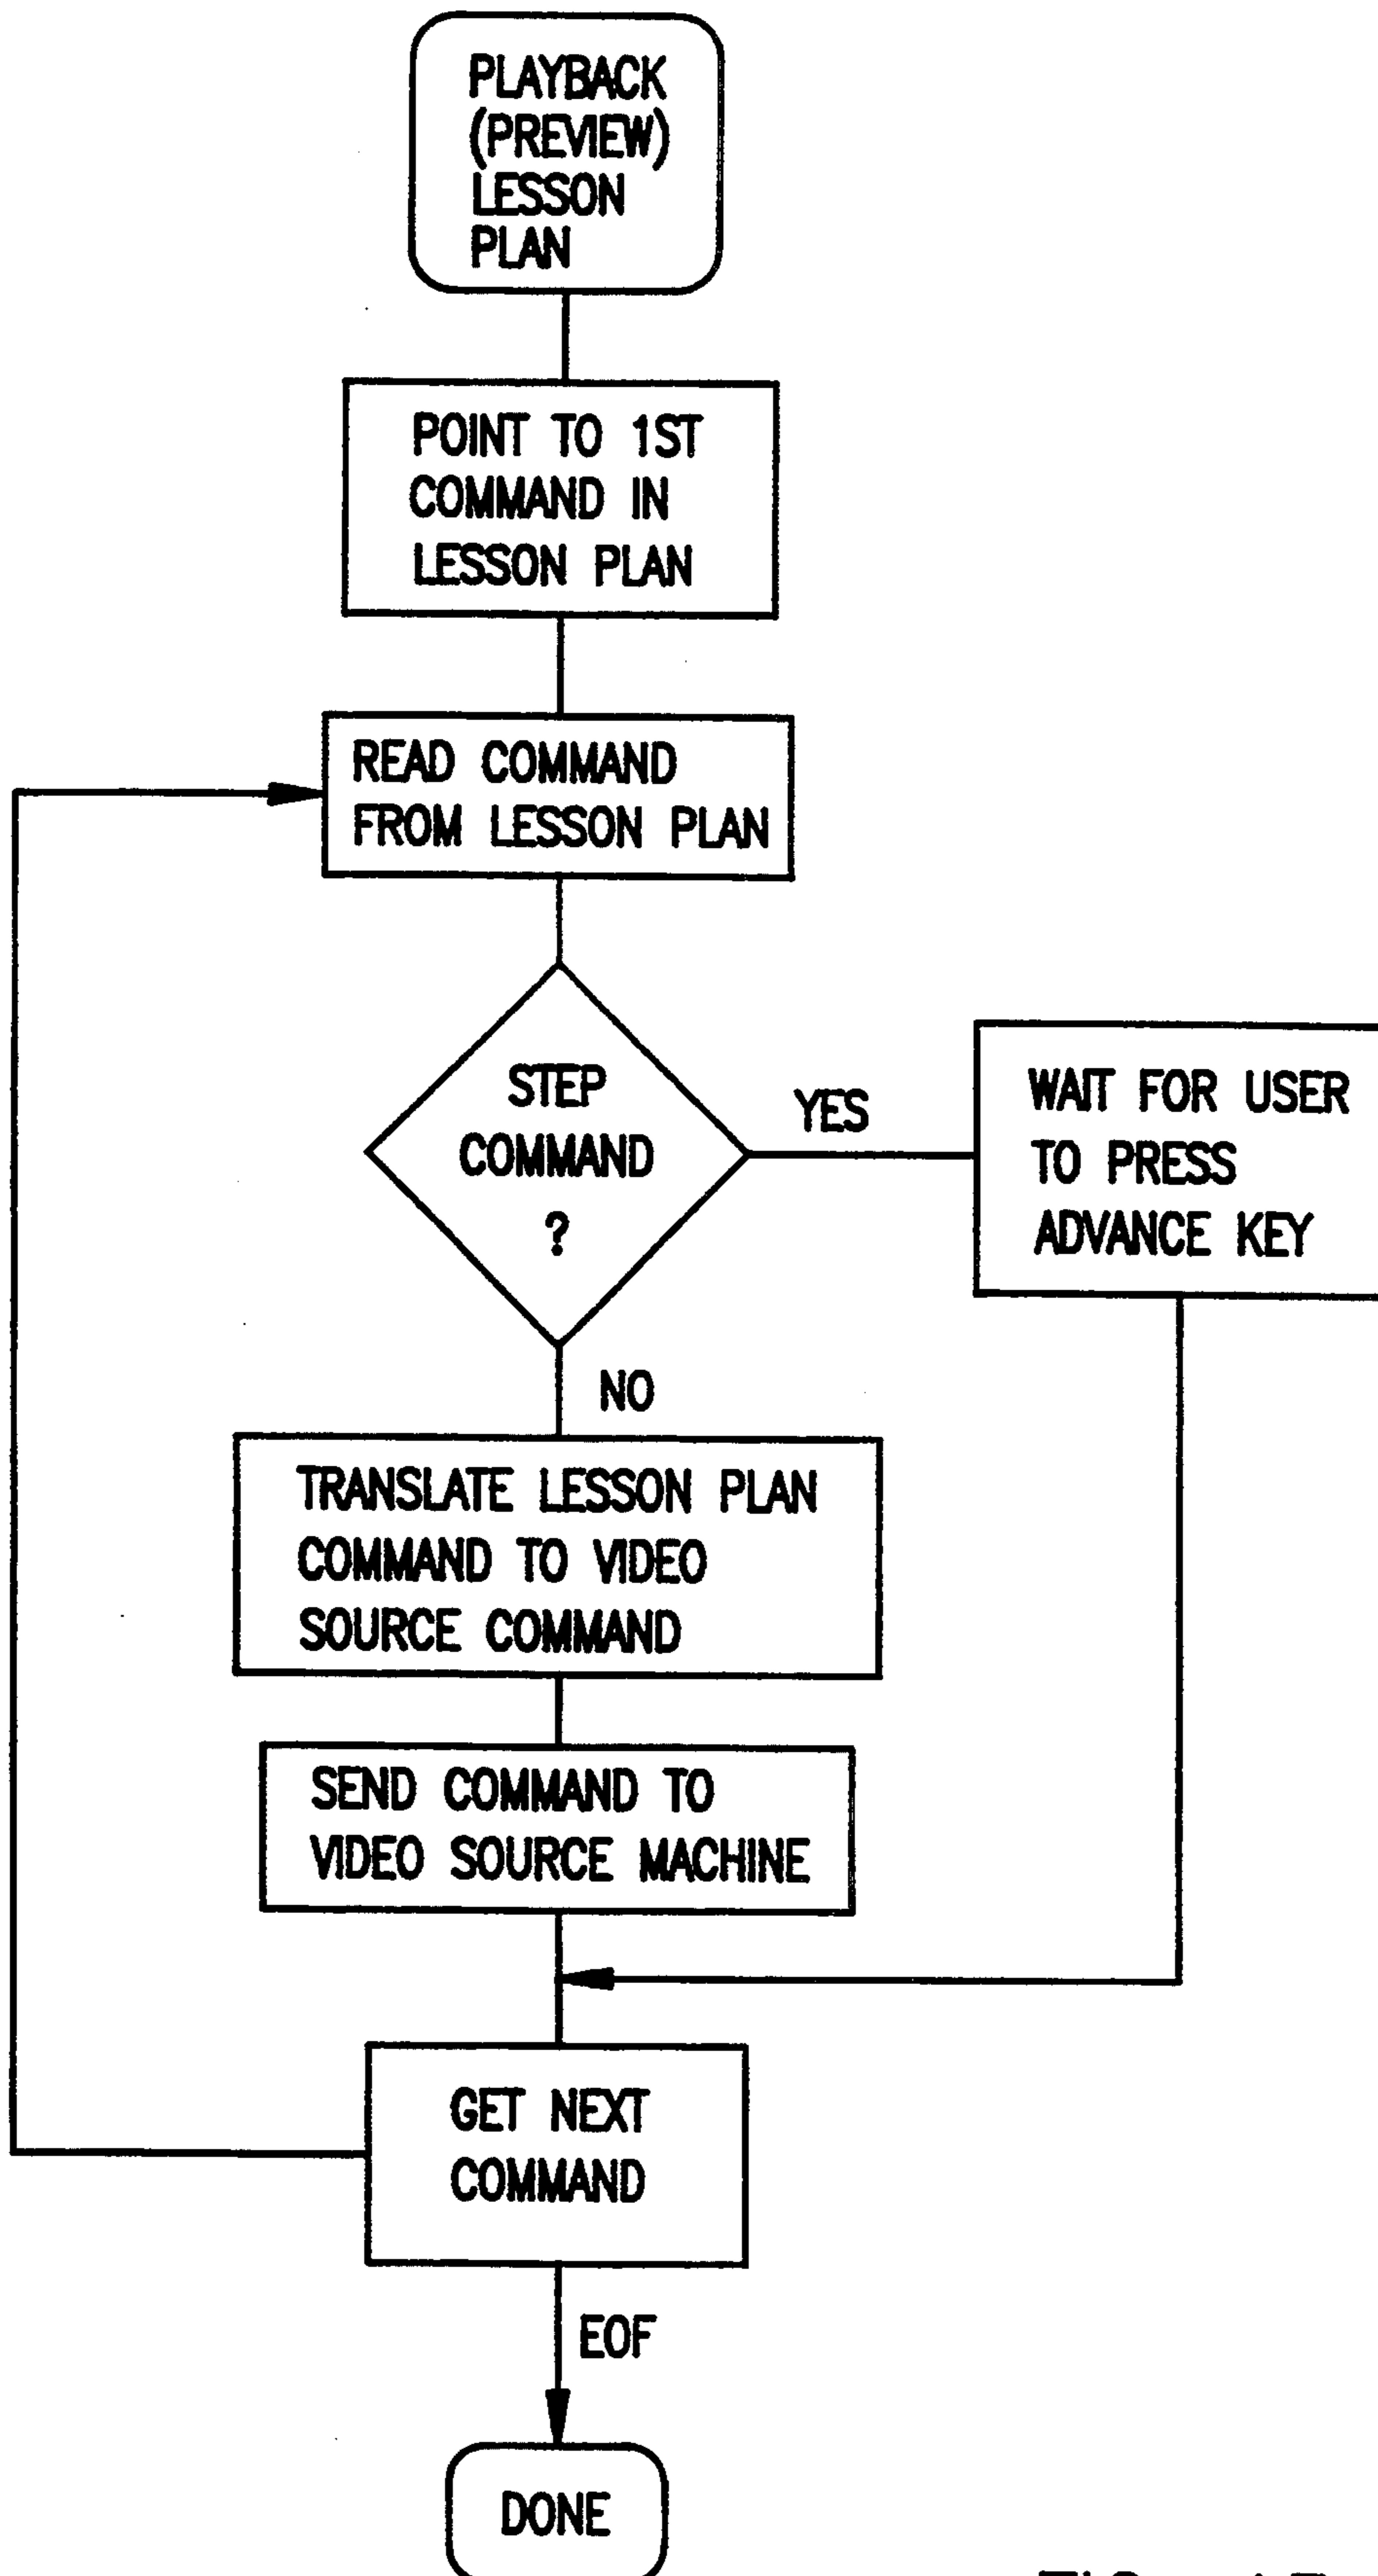 PLAYBACK
(PREVIEW)
LESSON
PLAN
POINT TO 1ST
COMMAND IN
LESSON PLAN
READ COMMAND
FROM LESSON PLAN
STEP
COMMAND
?
YES
WAIT FOR USER
TO PRESS
ADVANCE KEY
NO
TRANSLATE LESSON PLAN
COMMAND TO VIDEO
SOURCE COMMAND
SEND COMMAND TO
VIDEO SOURCE MACHINE
GET NEXT
COMMAND
EOF
DONE